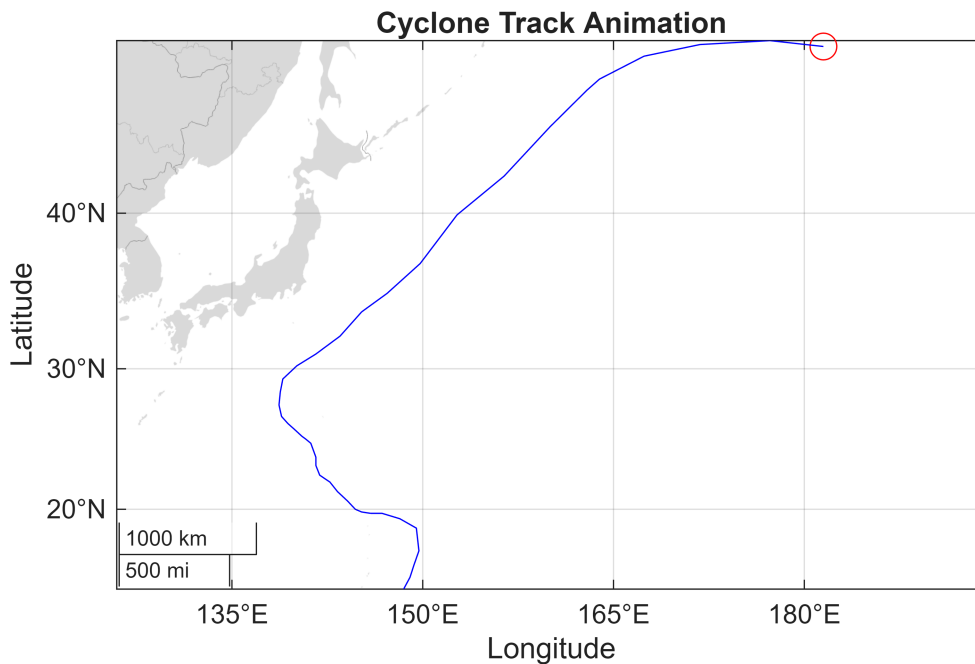 Cyclone Track Animation
40°N
30°N
20°N
Latitude
1000 km
500 mi
135°E
150°E
165°E
180°E
Longitude